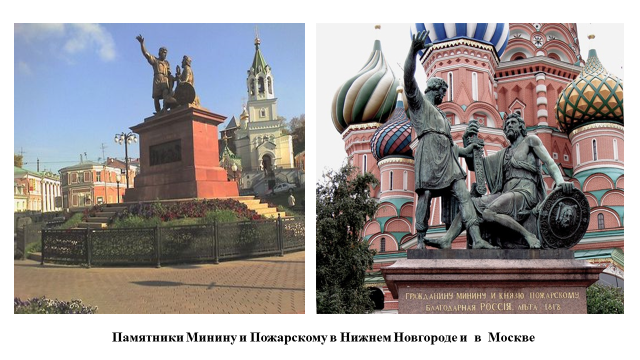 ГРАЖДАНИНУ МИНИНУ И КНЯЗЮ ПОЖАРСКОМУ
БЛАГОДАРНАЯ РОССІЯ. ЛѢТА 1818
Памятники Минину и Пожарскому в Нижнем Новгороде и в Москве